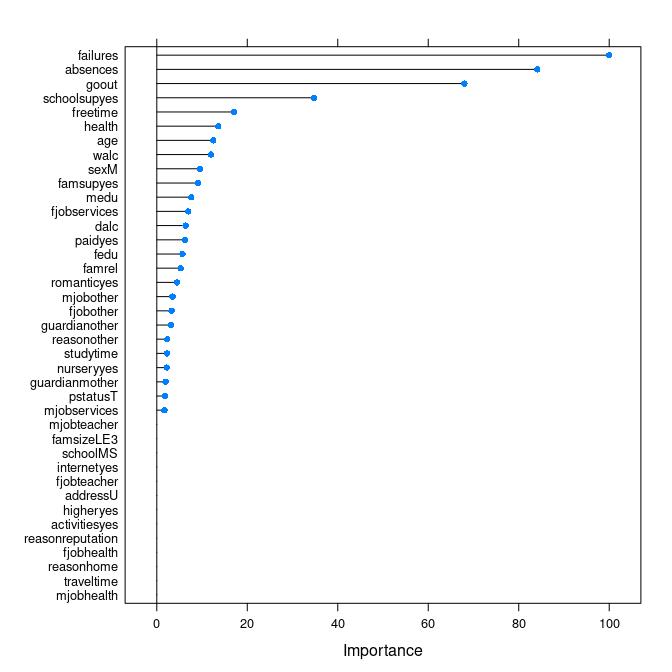 failures
absences
goout
schoolsupyes
freetime
health
age
walc
sexM
famsupyes
medu
fjobservices
dalc
paidyes
fedu
famrel
romanticyes
mjobother
fjobother
guardianother
reasonother
studytime
nurseryyes
guardianmother
pstatusT
mjobservices
mjobteacher
famsizeLE3
schoolMS
internetyes
fjobteacher
addressU
higheryes
activitiesyes
reasonreputation
fjobhealth
reasonhome
traveltime
mjobhealth
0 20 40 60 80 100
Importance